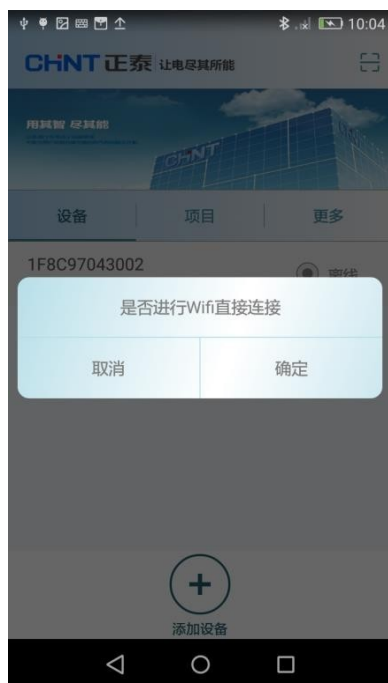 10:04
CHNT 正泰 让电尽其所能
用其智 尽其能
CHNT
设备 项目 更多
1F8C97043002
离线
是否进行Wifi直接连接
取消 确定
添加设备